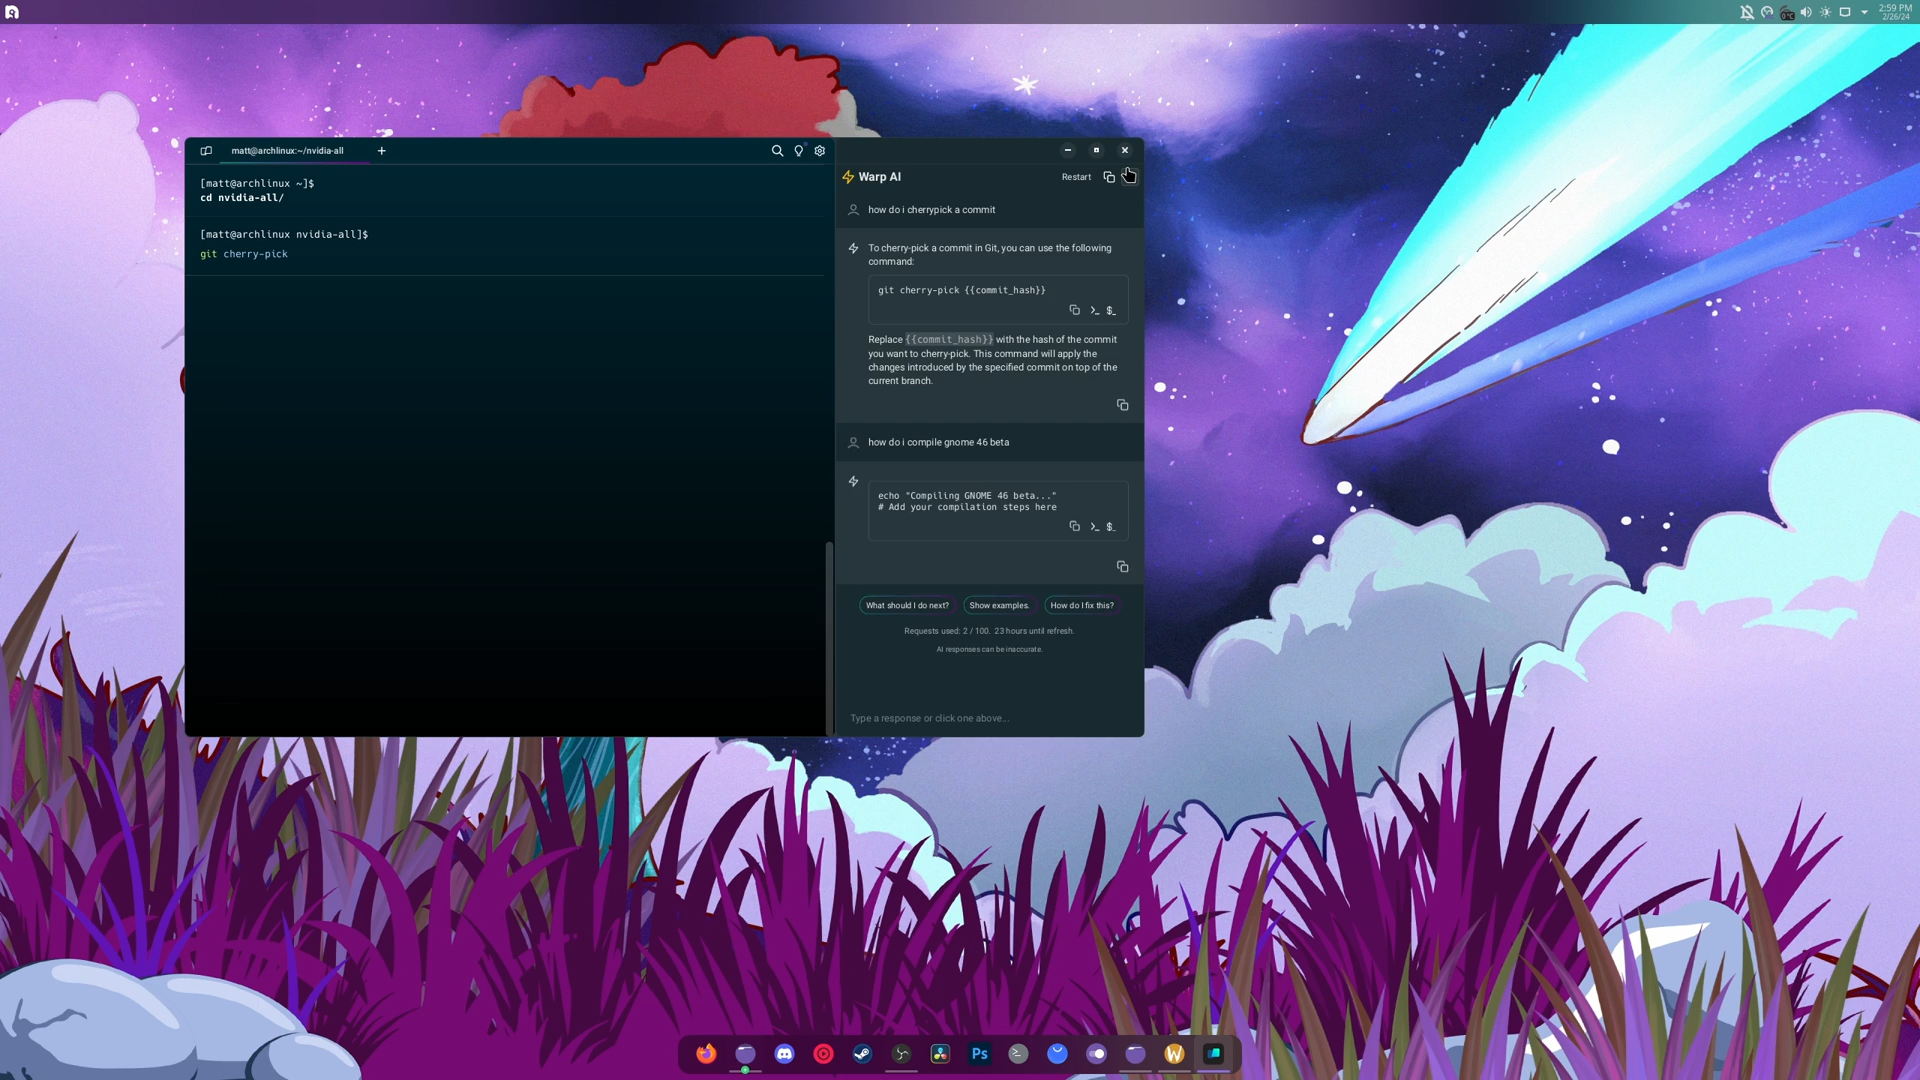 2:59 PM
2/26/24
matt@archlinux:~/nvidia-all
[matt@archlinux ~]$
cd nvidia-all/
[matt@archlinux nvidia-all]$
git cherry-pick
Warp AI
Restart
how do i cherrypick a commit
To cherry-pick a commit in Git, you can use the following
command:
git cherry-pick {{commit_hash}}
Replace {{commit_hash}} with the hash of the commit
you want to cherry-pick. This command will apply the
changes introduced by the specified commit on top of the
current branch.
how do i compile gnome 46 beta
echo "Compiling GNOME 46 beta..."
# Add your compilation steps here
What should I do next?
Show examples.
How do I fix this?
Requests used: 2 / 100. 23 hours until refresh.
AI responses can be inaccurate.
Type a response or click one above...
Ps
W